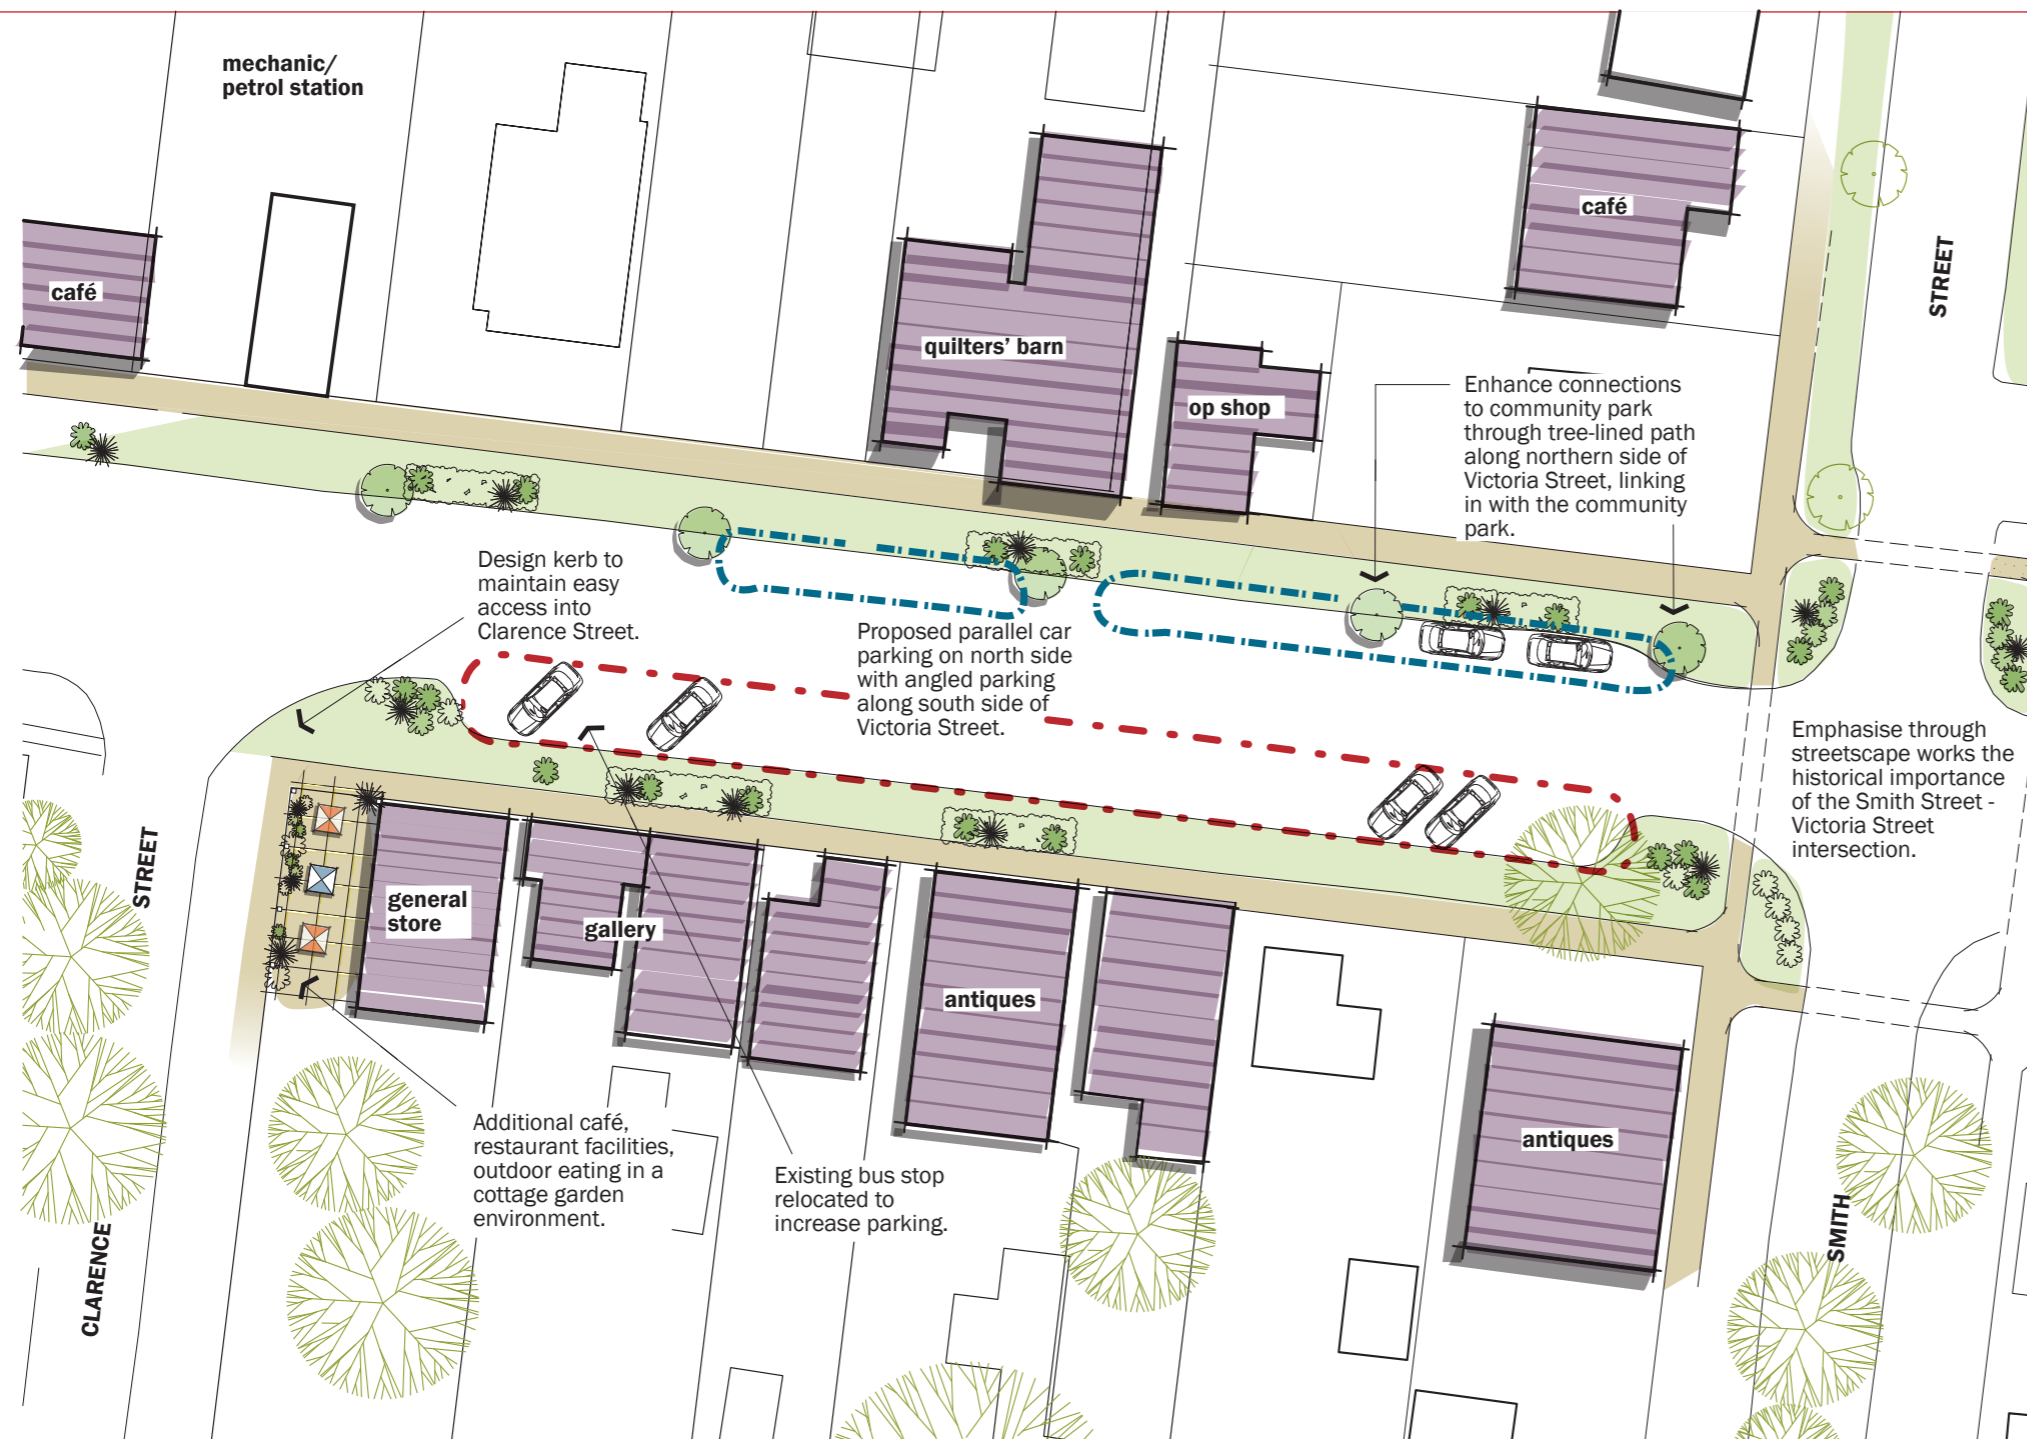 mechanic/
petrol station
café
café
STREET
quilters’ barn
op shop
Enhance connections
to community park
through tree-lined path
along northern side of
Victoria Street, linking
in with the community
park.
Design kerb to
maintain easy
access into
Clarence Street.
Proposed parallel car
parking on north side
with angled parking
along south side of
Victoria Street.
Emphasise through
streetscape works the
historical importance
of the Smith Street -
Victoria Street
intersection.
STREET
general
store
gallery
antiques
antiques
Additional café,
restaurant facilities,
outdoor eating in a
cottage garden
environment.
Existing bus stop
relocated to
increase parking.
CLARENCE
SMITH